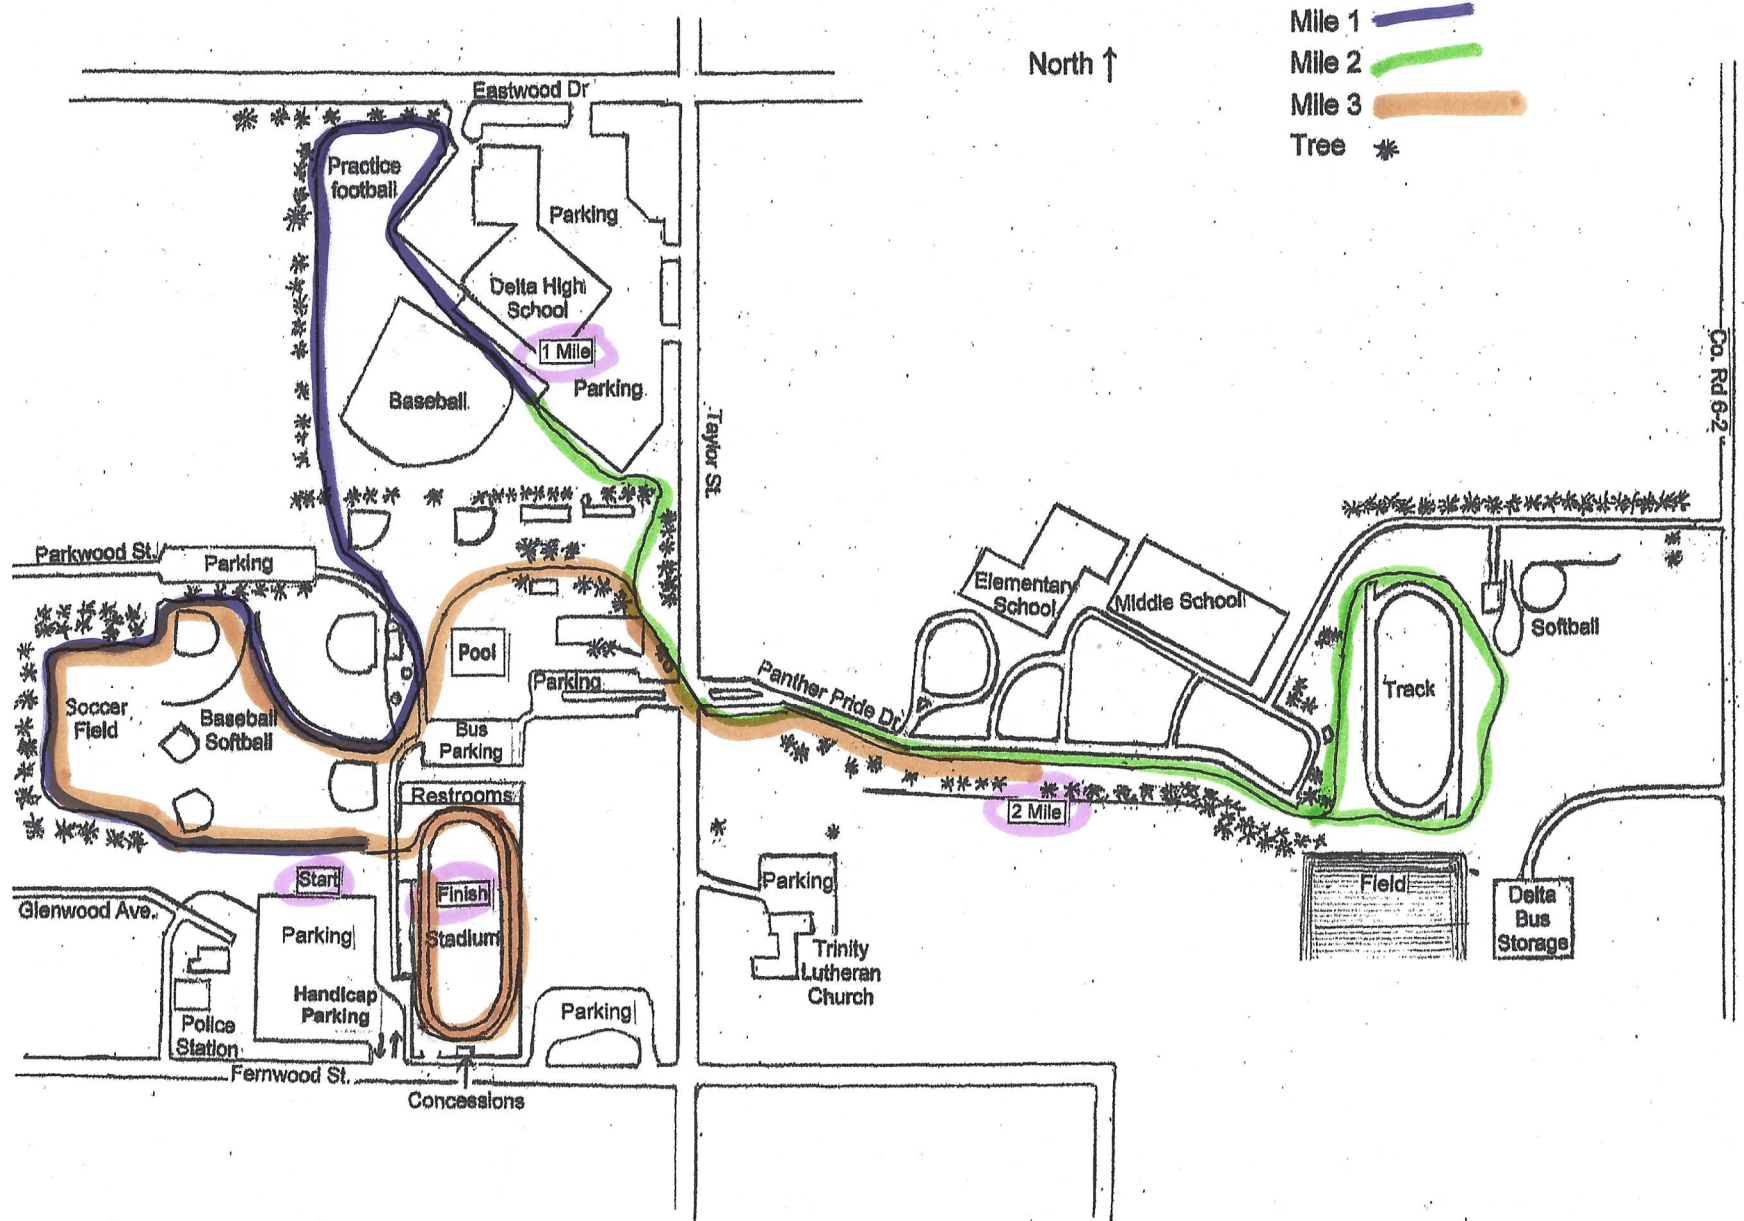 Mile 1
North ↑
Mile 2
Mile 3
Tree
Eastwood Dr
Practice
football
Parking
Delta High
School
1 Mile
Parking
Baseball
Taylor St.
Co. Rd 6-2
Parkwood St.
Parking
Elementary
School
Middle School
Softball
Pool
Panther Pride Dr
Parking
Track
Soccer
Field
Baseball
Softball
Bus
Parking
Restrooms
2 Mile
Start
Finish
Parking
Field
Glenwood Ave.
Delta
Bus
Storage
Parking
Stadium
Trinity
Lutheran
Church
Handicap
Parking
Parking
Police
Station
Fernwood St.
Concessions